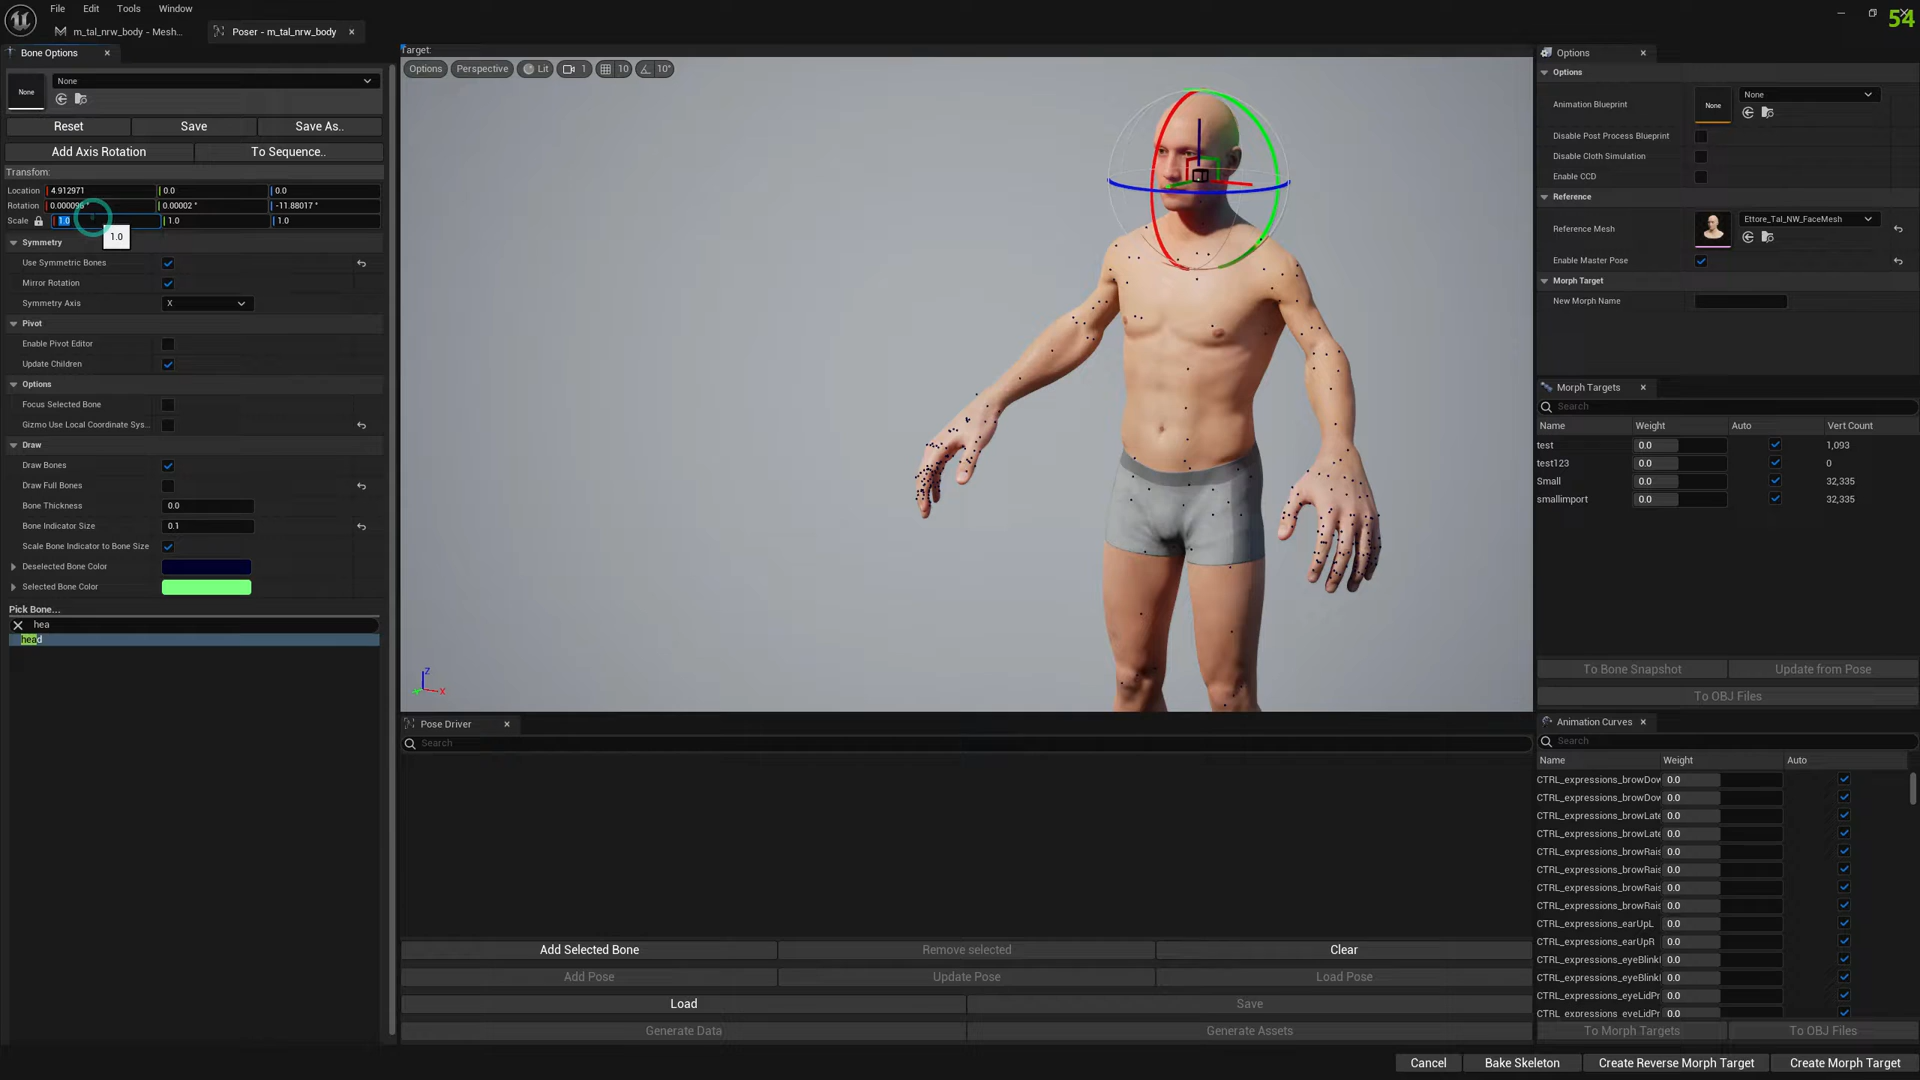 File Edit Tools Window
54
m_tal_nrw_body - Mesh...
Poser - m_tal_nrw_body
Bone Options
None
None
Reset
Save
Save As..
Add Axis Rotation
To Sequence..
Transform:
Location 4.912971 0.0 0.0
Rotation 0.000096 ° 0.00002 ° -11.88017 °
Scale 1.0 1.0 1.0
1.0
Symmetry
Use Symmetric Bones
Mirror Rotation
Symmetry Axis X
Pivot
Enable Pivot Editor
Update Children
Options
Focus Selected Bone
Gizmo Use Local Coordinate Sys...
Draw
Draw Bones
Draw Full Bones
Bone Thickness 0.0
Bone Indicator Size 0.1
Scale Bone Indicator to Bone Size
Deselected Bone Color
Selected Bone Color
Pick Bone...
hea
head
Target:
Options
Perspective
Lit
1
10
10°
Z
X
Pose Driver
Search
Add Selected Bone
Remove selected
Clear
Add Pose
Update Pose
Load Pose
Load
Save
Generate Data
Generate Assets
Options
Options
Animation Blueprint None None
Disable Post Process Blueprint
Disable Cloth Simulation
Enable CCD
Reference
Reference Mesh Ettore_Tal_NW_FaceMesh
Enable Master Pose
Morph Target
New Morph Name
Morph Targets
Search
Name Weight Auto Vert Count
test 0.0 1,093
test123 0.0 0
Small 0.0 32,335
smallimport 0.0 32,335
To Bone Snapshot
Update from Pose
To OBJ Files
Animation Curves
Search
Name Weight Auto
CTRL_expressions_browDow 0.0
CTRL_expressions_browDow 0.0
CTRL_expressions_browLate 0.0
CTRL_expressions_browLate 0.0
CTRL_expressions_browRais 0.0
CTRL_expressions_browRais 0.0
CTRL_expressions_browRais 0.0
CTRL_expressions_browRais 0.0
CTRL_expressions_earUpL 0.0
CTRL_expressions_earUpR 0.0
CTRL_expressions_eyeBlinkl 0.0
CTRL_expressions_eyeBlinkl 0.0
CTRL_expressions_eyeLidPr 0.0
CTRL_expressions_eyeLidPr 0.0
To Morph Targets
To OBJ Files
Cancel
Bake Skeleton
Create Reverse Morph Target
Create Morph Target